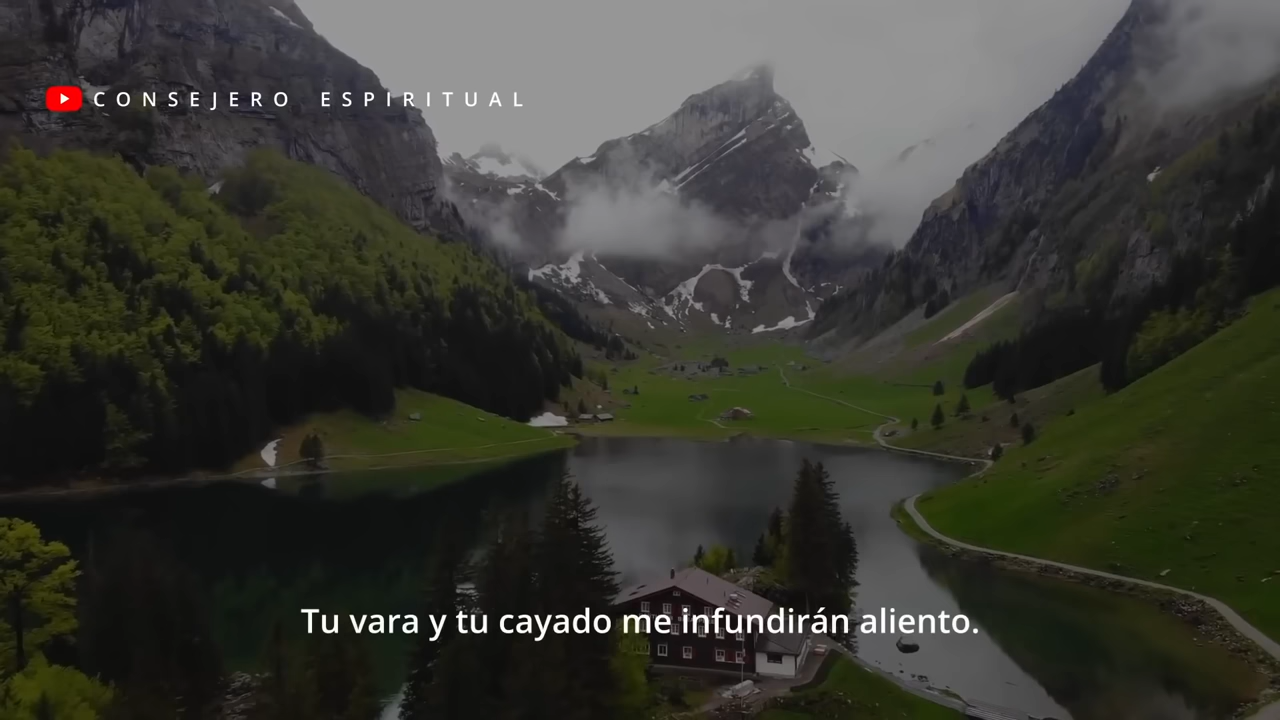 CONSEJERO ESPIRITUAL
Tu vara y tu cayado me infundirán aliento.